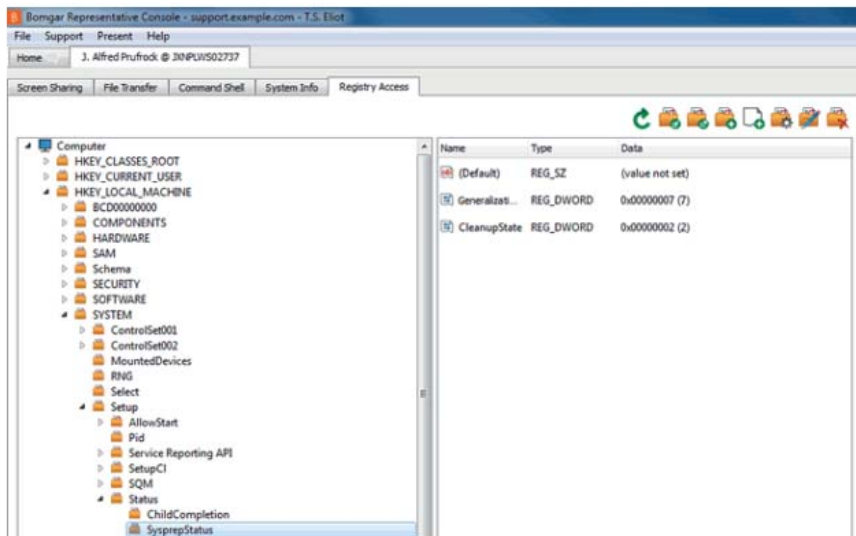 Bomgar Representative Console - support.example.com - T.S. Eliot
File Support Present Help
Home J. Alfred Prufrock @ JXNPLWS02737
Screen Sharing File Transfer Command Shell System Info Registry Access
Computer
HKEY_CLASSES_ROOT
HKEY_CURRENT_USER
HKEY_LOCAL_MACHINE
BCD00000000
COMPONENTS
HARDWARE
SAM
Schema
SECURITY
SOFTWARE
SYSTEM
ControlSet001
ControlSet002
MountedDevices
RNG
Select
Setup
AllowStart
Pid
Service Reporting API
SetupCl
SQM
Status
ChildCompletion
SysprepStatus
Name Type Data
(Default) REG_SZ (value not set)
Generalizati... REG_DWORD 0x00000007 (7)
CleanupState REG_DWORD 0x00000002 (2)